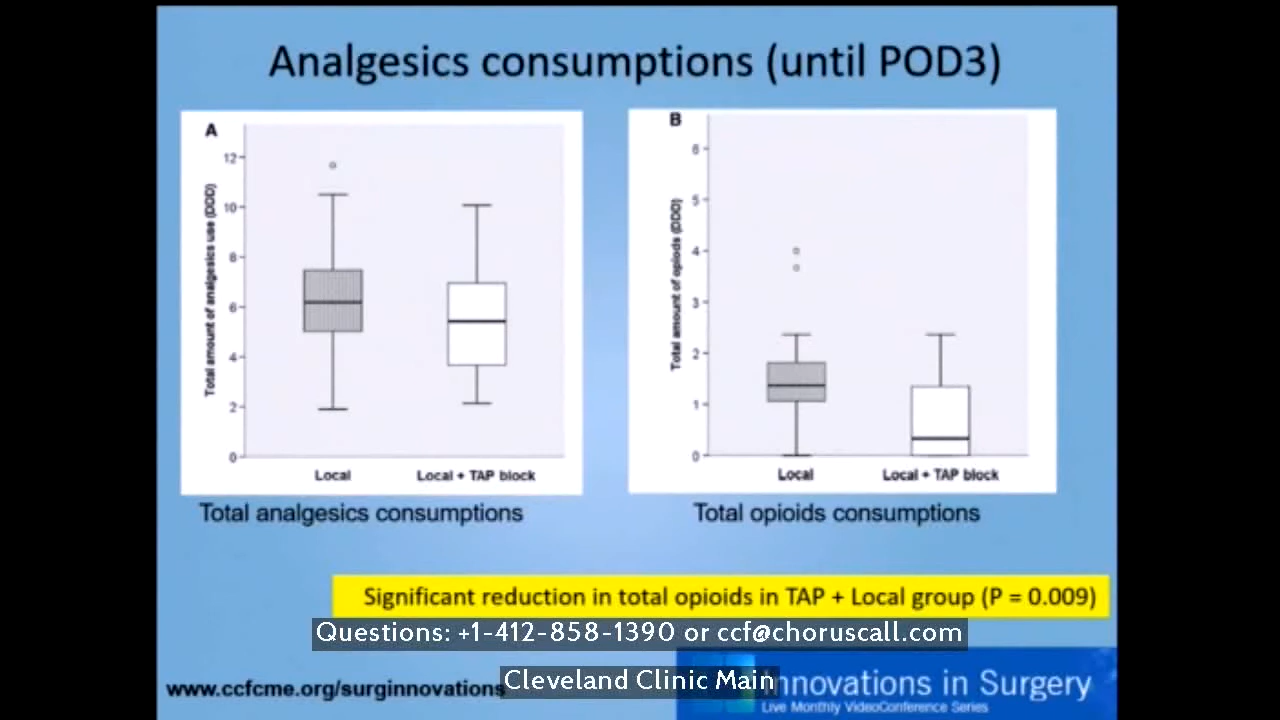 Analgesics consumptions (until POD3)
A
Total amount of analgesics use (DDD)
12
10
8
6
4
2
0
Local
Local + TAP block
Total analgesics consumptions
B
Total amount of opiods (DDD)
6
5
4
3
2
1
0
Local
Local + TAP block
Total opioids consumptions
Significant reduction in total opioids in TAP + Local group (P = 0.009)
Questions: +1-412-858-1390 or ccf@choruscall.com
www.ccfcme.org/surginnovations
Cleveland Clinic Main
Innovations in Surgery
Live Monthly VideoConference Series